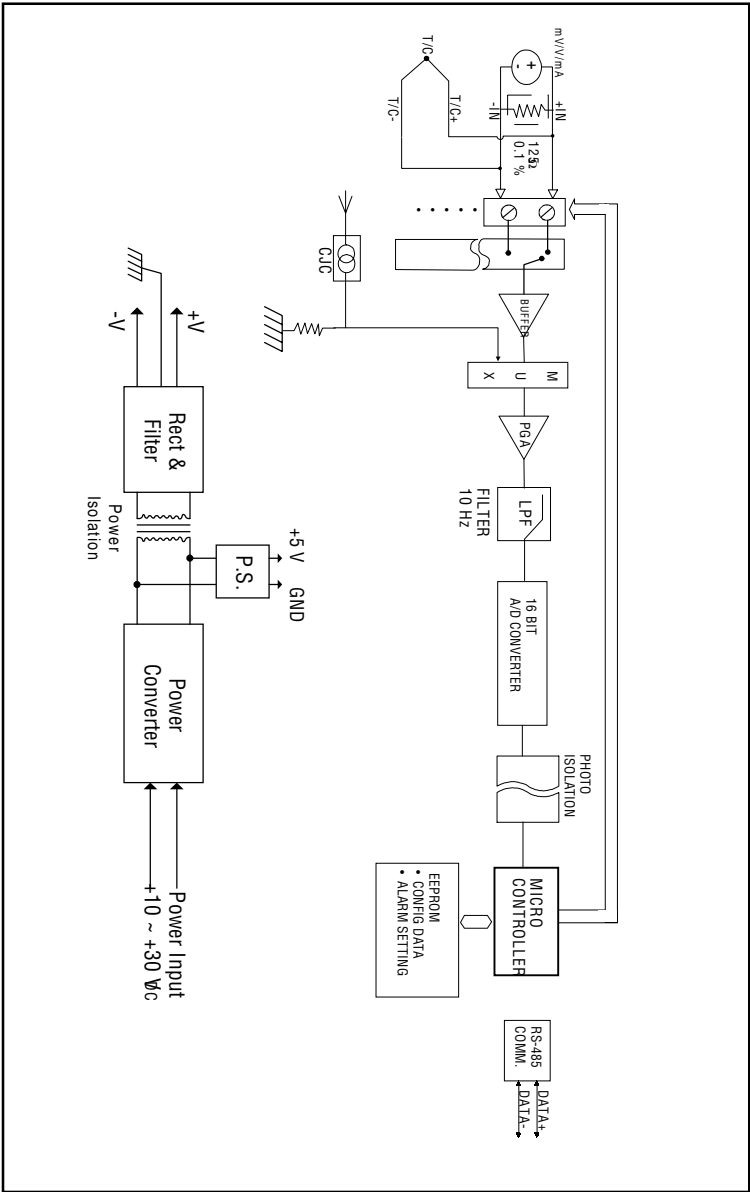 mV/V/mA
+
-
+IN
-IN
T/C
T/C+
T/C-
125Ω
0.1 %
CJC
BUFFER
M
U
X
PGA
LPF
FILTER
10 Hz
16 BIT
A/D CONVERTER
PHOTO
ISOLATION
MICRO
CONTROLLER
EEPROM
• CONFIG DATA
• ALARM SETTING
RS-485
COMM.
DATA+
DATA-
+V
-V
Rect &
Filter
Power
Isolation
P.S.
+5 V
GND
Power
Converter
Power Input
+10 ~ +30 VDC